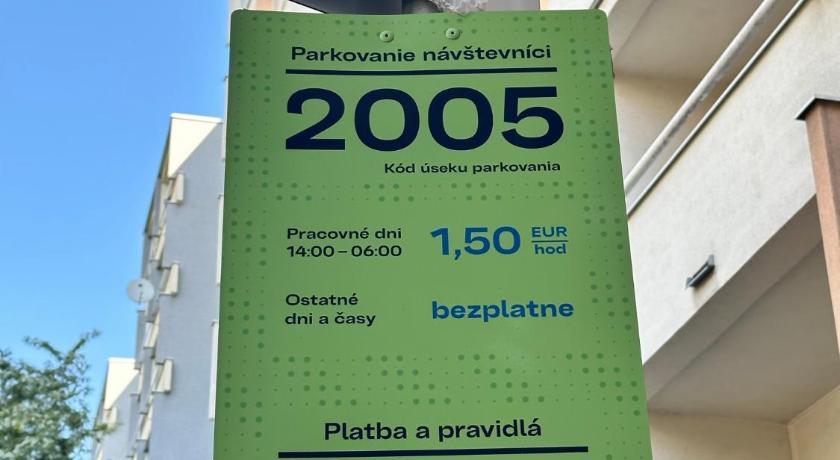 Parkovanie návštevníci
2005
Kód úseku parkovania
Pracovné dni
14:00 – 06:00
1,50 EUR
hod
Ostatné
dni a časy
bezplatne
Platba a pravidlá